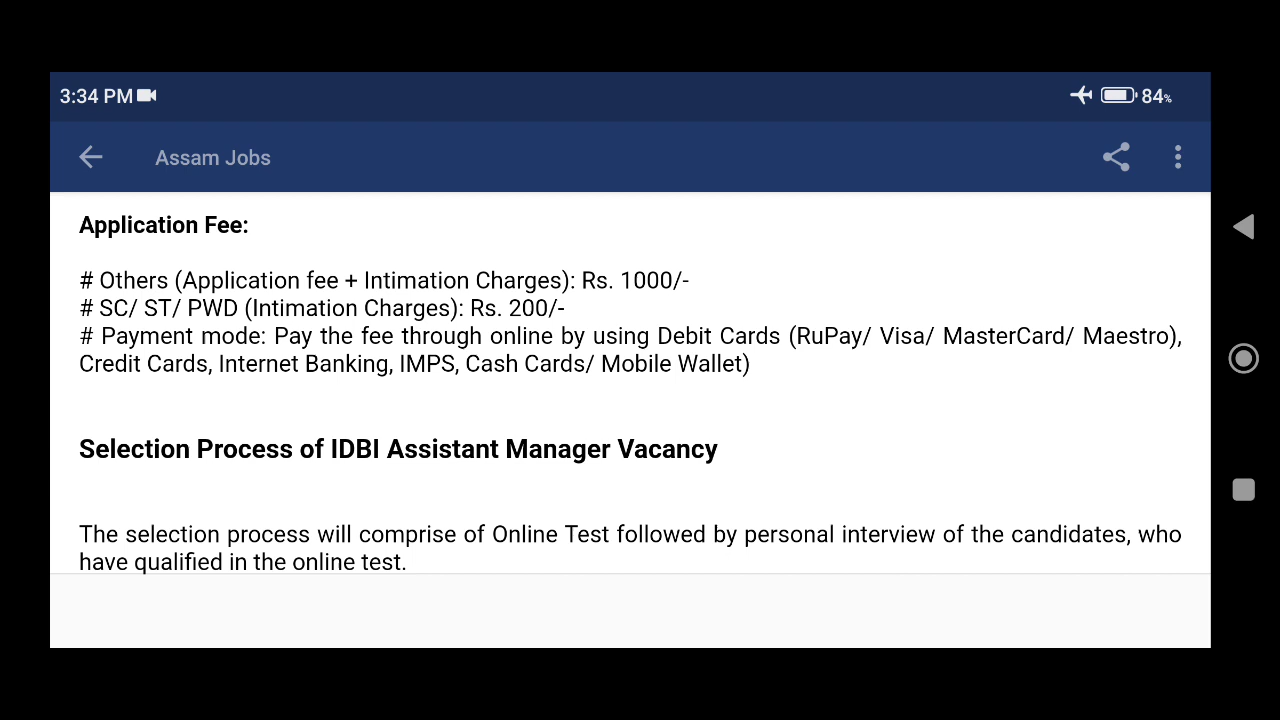 3:34 PM
84%
Assam Jobs
Application Fee:
# Others (Application fee + Intimation Charges): Rs. 1000/-
# SC/ ST/ PWD (Intimation Charges): Rs. 200/-
# Payment mode: Pay the fee through online by using Debit Cards (RuPay/ Visa/ MasterCard/ Maestro),
Credit Cards, Internet Banking, IMPS, Cash Cards/ Mobile Wallet)
Selection Process of IDBI Assistant Manager Vacancy
The selection process will comprise of Online Test followed by personal interview of the candidates, who
have qualified in the online test.